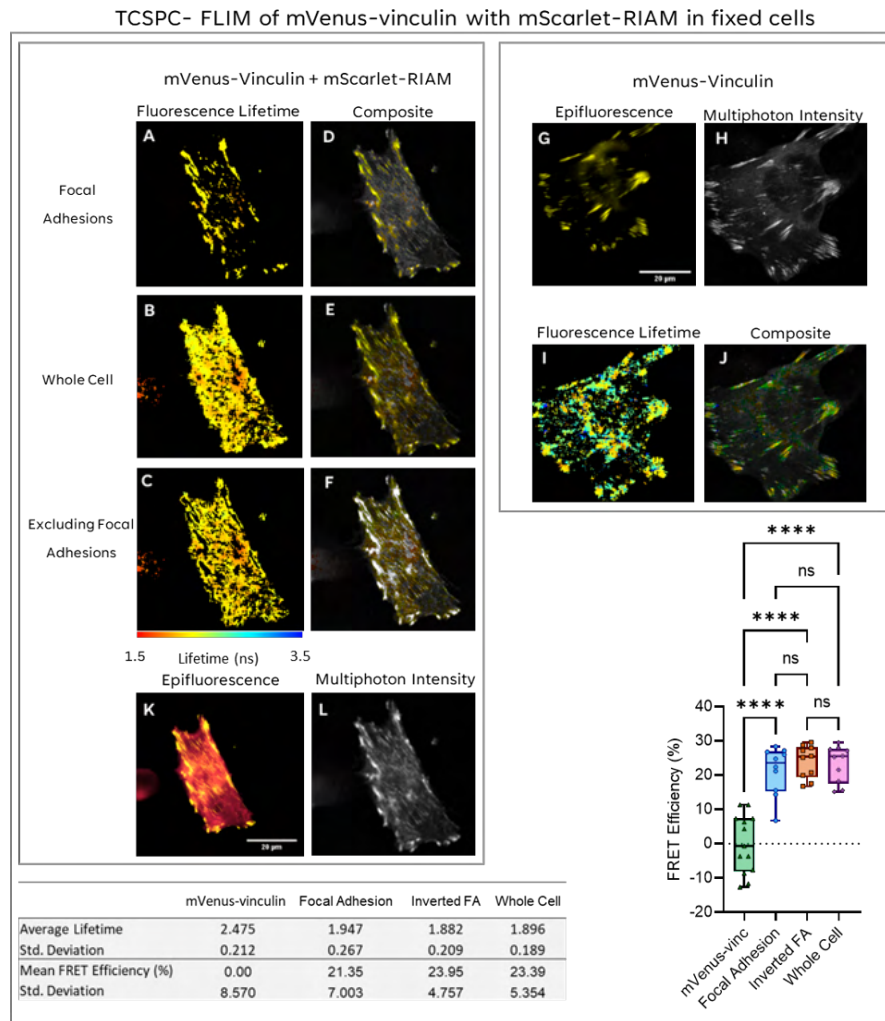 TCSPC- FLIM of mVenus-vinculin with mScarlet-RIAM in fixed cells
mVenus-Vinculin + mScarlet-RIAM
Fluorescence Lifetime
Composite
Focal
Adhesions
A
D
Whole Cell
B
E
Excluding Focal
Adhesions
C
F
1.5
Lifetime (ns)
3.5
Epifluorescence
Multiphoton Intensity
K
20 µm
L
mVenus-Vinculin
Epifluorescence
Multiphoton Intensity
G
20 µm
H
Fluorescence Lifetime
Composite
I
J
****
ns
****
ns
****
ns
FRET Efficiency (%)
40
30
20
10
0
-10
-20
mVenus-vinc
Focal Adhesion
Inverted FA
Whole Cell
mVenus-vinculin Focal Adhesion Inverted FA Whole Cell
Average Lifetime 2.475 1.947 1.882 1.896
Std. Deviation 0.212 0.267 0.209 0.189
Mean FRET Efficiency (%) 0.00 21.35 23.95 23.39
Std. Deviation 8.570 7.003 4.757 5.354